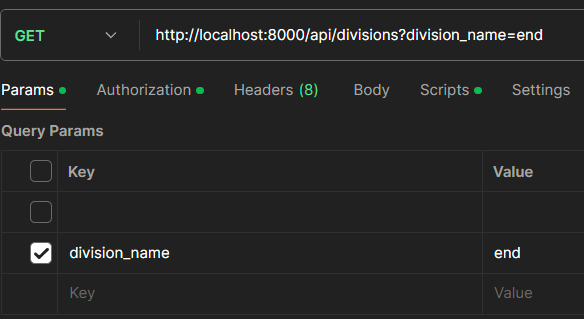 GET http://localhost:8000/api/divisions?division_name=end
Params Authorization Headers (8) Body Scripts Settings
Query Params
Key Value
division_name end
Key Value